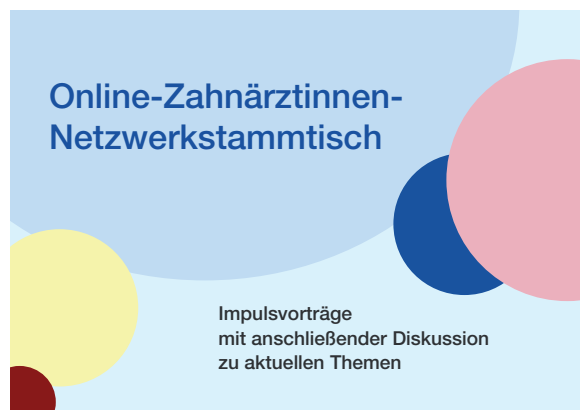 Online-Zahnärztinnen-
Netzwerkstammtisch
Impulsvorträge
mit anschließender Diskussion
zu aktuellen Themen